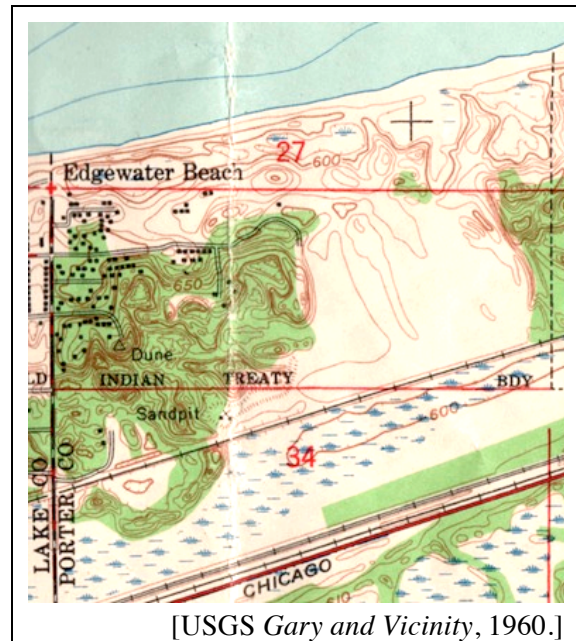 27
600
Edgewater Beach
650
Dune
LD INDIAN TREATY BDY
Sandpit
600
34
LAKE CO
PORTER CO
CHICAGO
610
[USGS Gary and Vicinity, 1960.]